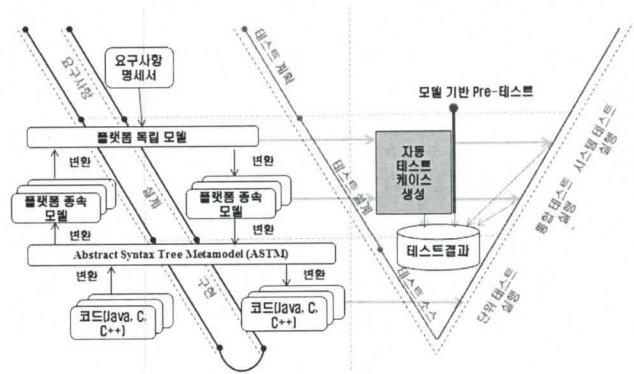 요구사항
명세서
요구사항
테스트 계획
모델 기반 Pre-테스트
플랫폼 독립 모델
자동
테스트
케이스
생성
시스템 테스트
실행
변환
변환
설계
테스트 설계
플랫폼 종속
모델
플랫폼 종속
모델
통합 테스트
실행
변환
변환
테스트결과
Abstract Syntax Tree Metamodel (ASTM)
변환
변환
구현
테스트 소스
단위 테스트
실행
코드(Java, C,
C++)
코드(Java, C,
C++)